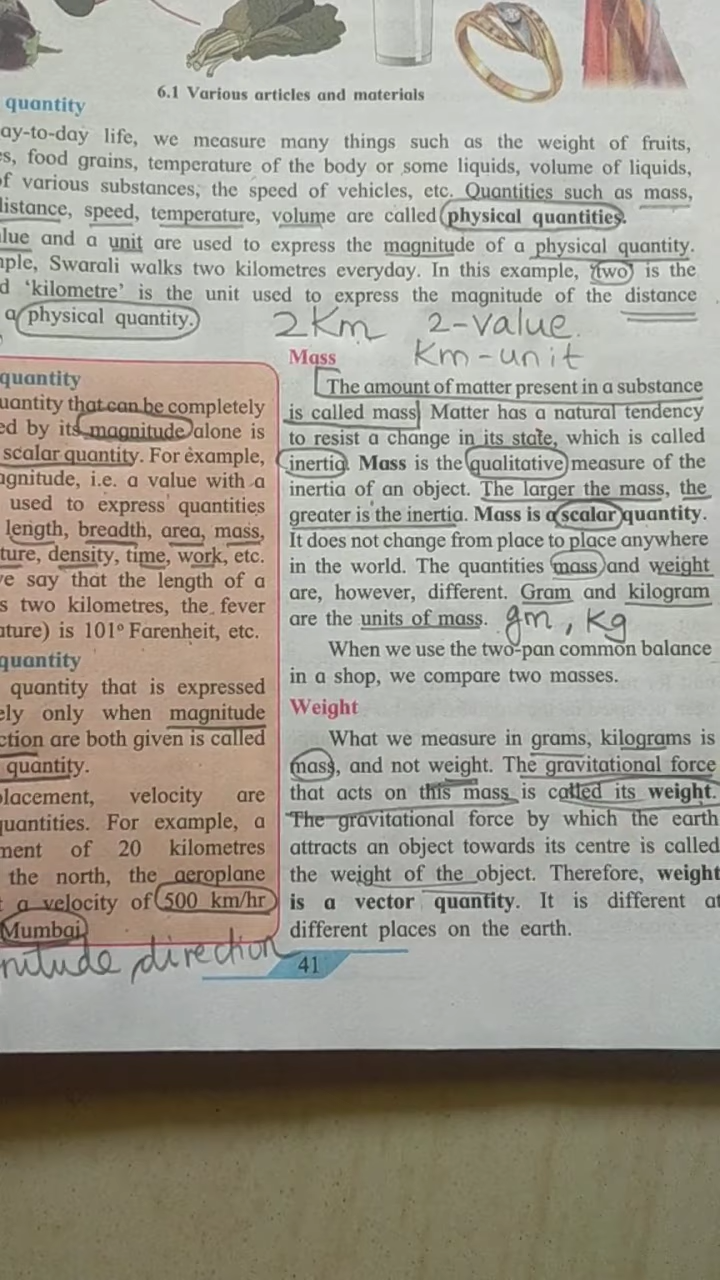 6.1 Various articles and materials
quantity
ay-to-day life, we measure many things such as the weight of fruits,
es, food grains, temperature of the body or some liquids, volume of liquids,
of various substances, the speed of vehicles, etc. Quantities such as mass,
distance, speed, temperature, volume are called physical quantities.
lue and a unit are used to express the magnitude of a physical quantity.
mple, Swarali walks two kilometres everyday. In this example, 'two' is the
d 'kilometre' is the unit used to express the magnitude of the distance
a physical quantity.
2Km 2-value
Km-unit
quantity
uantity that can be completely
ed by its magnitude alone is
scalar quantity. For example,
agnitude, i.e. a value with a
used to express quantities
length, breadth, area, mass,
ture, density, time, work, etc.
ve say that the length of a
s two kilometres, the fever
ature) is 101° Farenheit, etc.
quantity
quantity that is expressed
ely only when magnitude
ction are both given is called
quantity.
placement, velocity are
quantities. For example, a
ment of 20 kilometres
the north, the aeroplane
t a velocity of 500 km/hr
Mumbai
nitude, direction
Mass
The amount of matter present in a substance
is called mass. Matter has a natural tendency
to resist a change in its state, which is called
inertia. Mass is the qualitative measure of the
inertia of an object. The larger the mass, the
greater is the inertia. Mass is a scalar quantity.
It does not change from place to place anywhere
in the world. The quantities mass and weight
are, however, different. Gram and kilogram
are the units of mass.
gm, Kg
When we use the two-pan common balance
in a shop, we compare two masses.
Weight
What we measure in grams, kilograms is
mass, and not weight. The gravitational force
that acts on this mass is called its weight.
The gravitational force by which the earth
attracts an object towards its centre is called
the weight of the object. Therefore, weight
is a vector quantity. It is different at
different places on the earth.
41